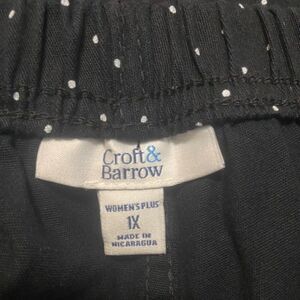 Croft&
Barrow
WOMEN'S PLUS
1X
MADE IN
NICARAGUA